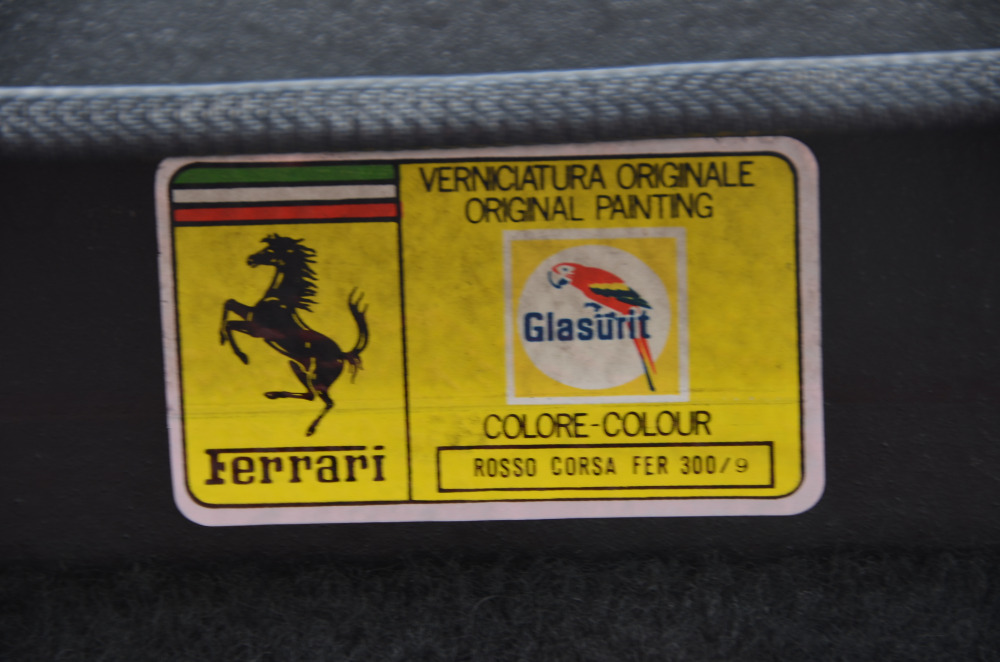 VERNICIATURA ORIGINALE
ORIGINAL PAINTING
Glasurit
COLORE-COLOUR
ROSSO CORSA FER 300/9
Ferrari